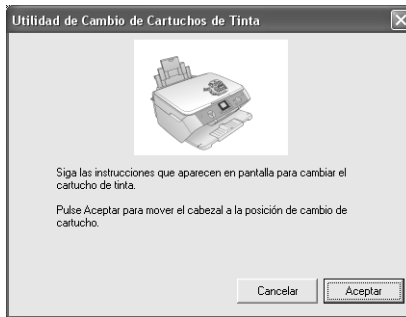 Utilidad de Cambio de Cartuchos de Tinta
Siga las instrucciones que aparecen en pantalla para cambiar el
cartucho de tinta.
Pulse Aceptar para mover el cabezal a la posición de cambio de
cartucho.
Cancelar
Aceptar